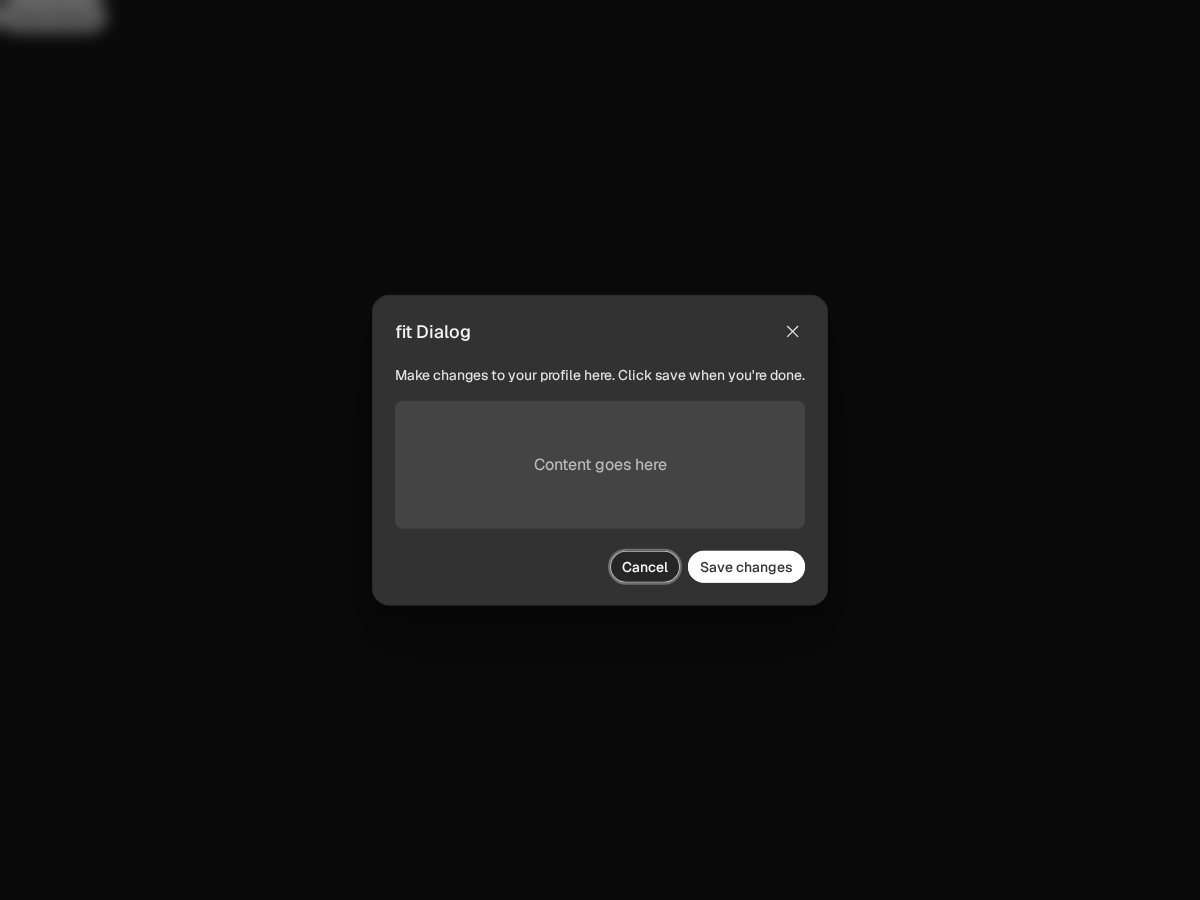 fit Dialog
Make changes to your profile here. Click save when you're done.
Content goes here
Cancel
Save changes